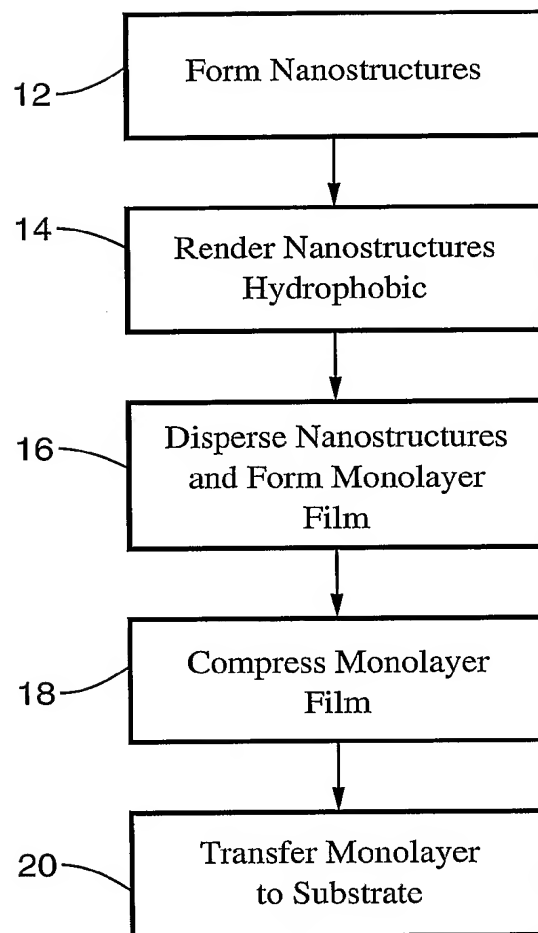 12
Form Nanostructures
14
Render Nanostructures
Hydrophobic
16
Disperse Nanostructures
and Form Monolayer
Film
18
Compress Monolayer
Film
20
Transfer Monolayer
to Substrate